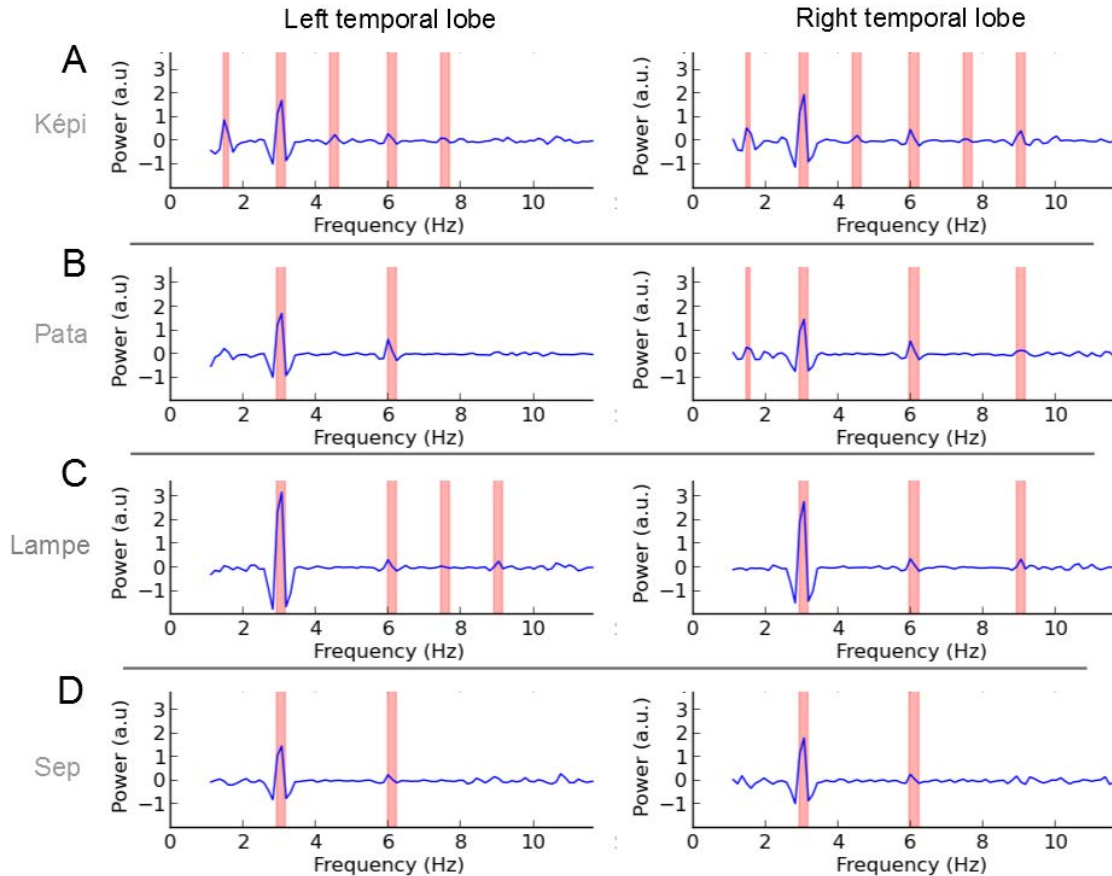 Left temporal lobe
Right temporal lobe
A
Képi
Power (a.u)
3
2
1
0
−1
0 2 4 6 8 10
Frequency (Hz)
Power (a.u.)
3
2
1
0
−1
0 2 4 6 8 10
Frequency (Hz)
B
Pata
Power (a.u)
3
2
1
0
−1
0 2 4 6 8 10
Frequency (Hz)
Power (a.u.)
3
2
1
0
−1
0 2 4 6 8 10
Frequency (Hz)
C
Lampe
Power (a.u)
3
2
1
0
−1
0 2 4 6 8 10
Frequency (Hz)
Power (a.u.)
3
2
1
0
−1
0 2 4 6 8 10
Frequency (Hz)
D
Sep
Power (a.u)
3
2
1
0
−1
0 2 4 6 8 10
Frequency (Hz)
Power (a.u.)
3
2
1
0
−1
0 2 4 6 8 10
Frequency (Hz)